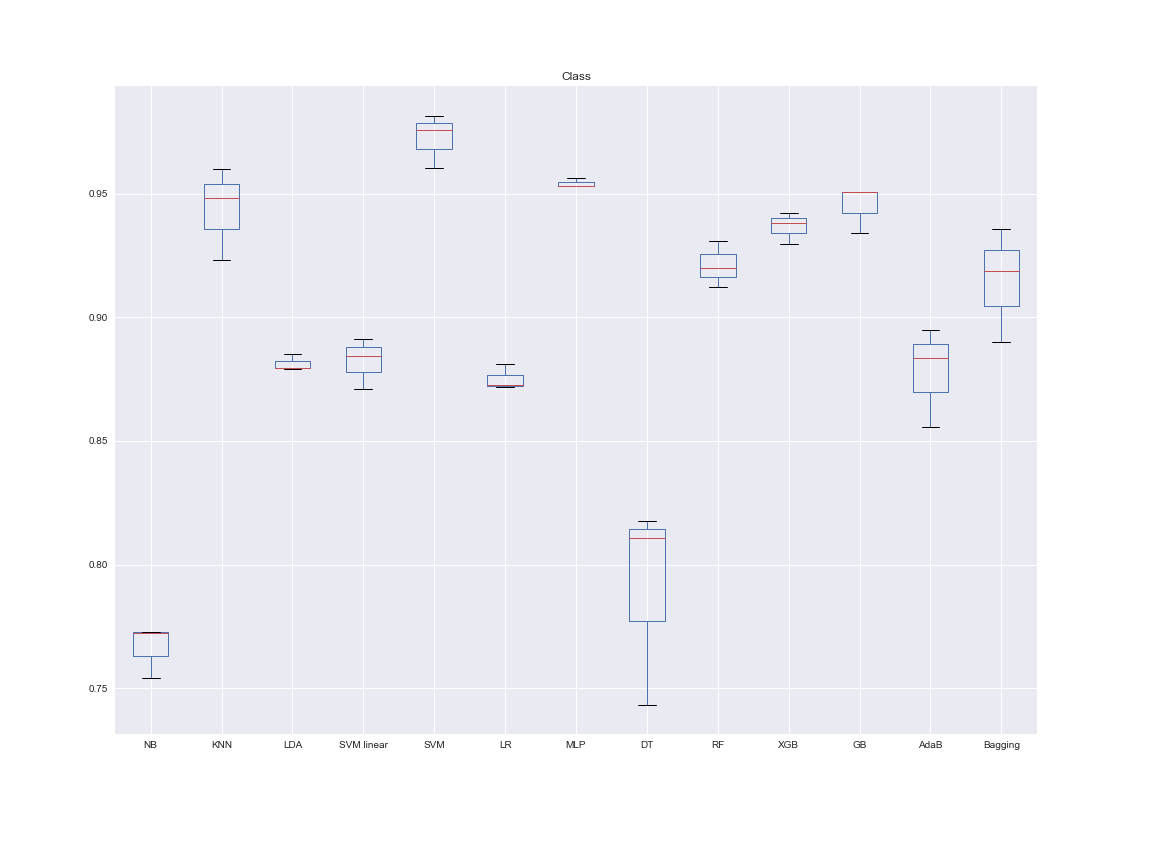 Class
0.95
0.90
0.85
0.80
0.75
NB KNN LDA SVM linear SVM LR MLP DT RF XGB GB AdaB Bagging